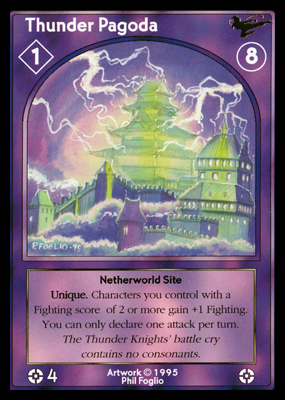 Thunder Pagoda
1
8
P.FOGLIO-95
Netherworld Site
Unique. Characters you control with a
Fighting score of 2 or more gain +1 Fighting.
You can only declare one attack per turn.
The Thunder Knights' battle cry
contains no consonants.
4
Artwork © 1995
Phil Foglio